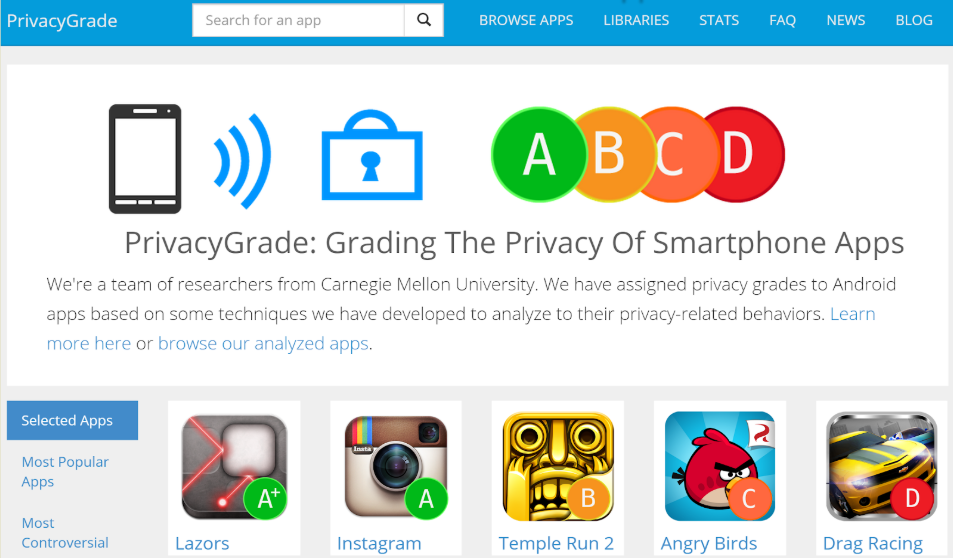 PrivacyGrade
Search for an app
BROWSE APPS
LIBRARIES
STATS
FAQ
NEWS
BLOG
A B C D
PrivacyGrade: Grading The Privacy Of Smartphone Apps
We're a team of researchers from Carnegie Mellon University. We have assigned privacy grades to Android
apps based on some techniques we have developed to analyze to their privacy-related behaviors. Learn
more here or browse our analyzed apps.
Selected Apps
Most Popular
Apps
Most
Controversial
A+
Lazors
Insta
A
Instagram
B
Temple Run 2
R
C
Angry Birds
D
Drag Racing